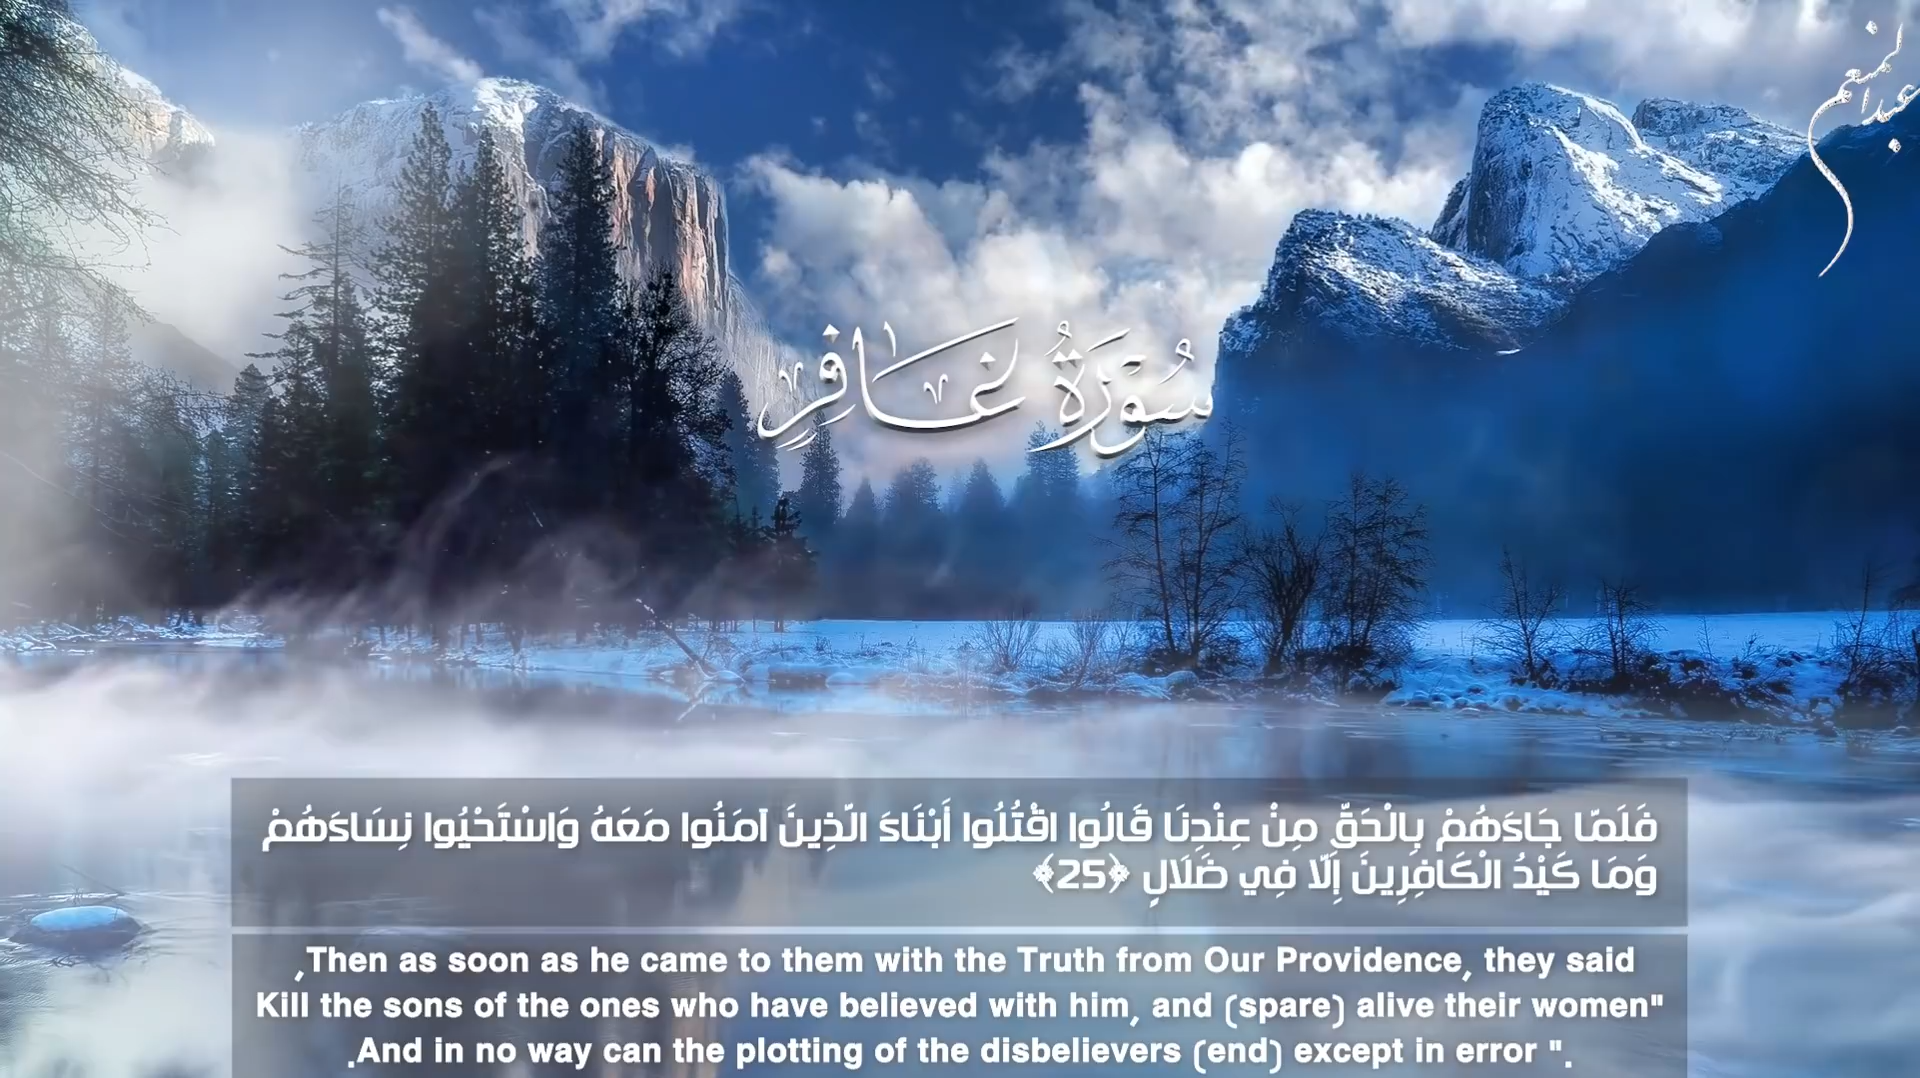 عبدالمنعم
سُورَةُ غَافِرٍ
فَلَمّا جَاءَهُمْ بِالْحَقّ مِنْ عِنْدِنَا قَالُوا اقْتُلُوا أَبْنَاءَ الّذِينَ آمَنُوا مَعَهُ وَاسْتَحْيُوا نِسَاءَهُمْ
وَمَا كَيْدُ الْكَافِرِينَ إِلّا فِي ضَلَالٍ ﴿25﴾
,Then as soon as he came to them with the Truth from Our Providence, they said
Kill the sons of the ones who have believed with him, and (spare) alive their women"
.And in no way can the plotting of the disbelievers (end) except in error ".